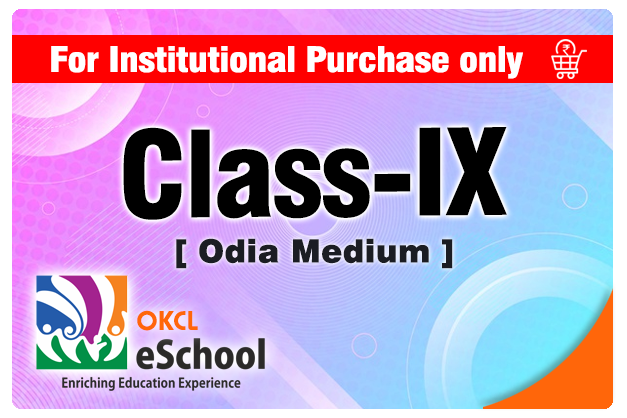 For Institutional Purchase only
Class-IX
[ Odia Medium ]
OKCL
eSchool
Enriching Education Experience